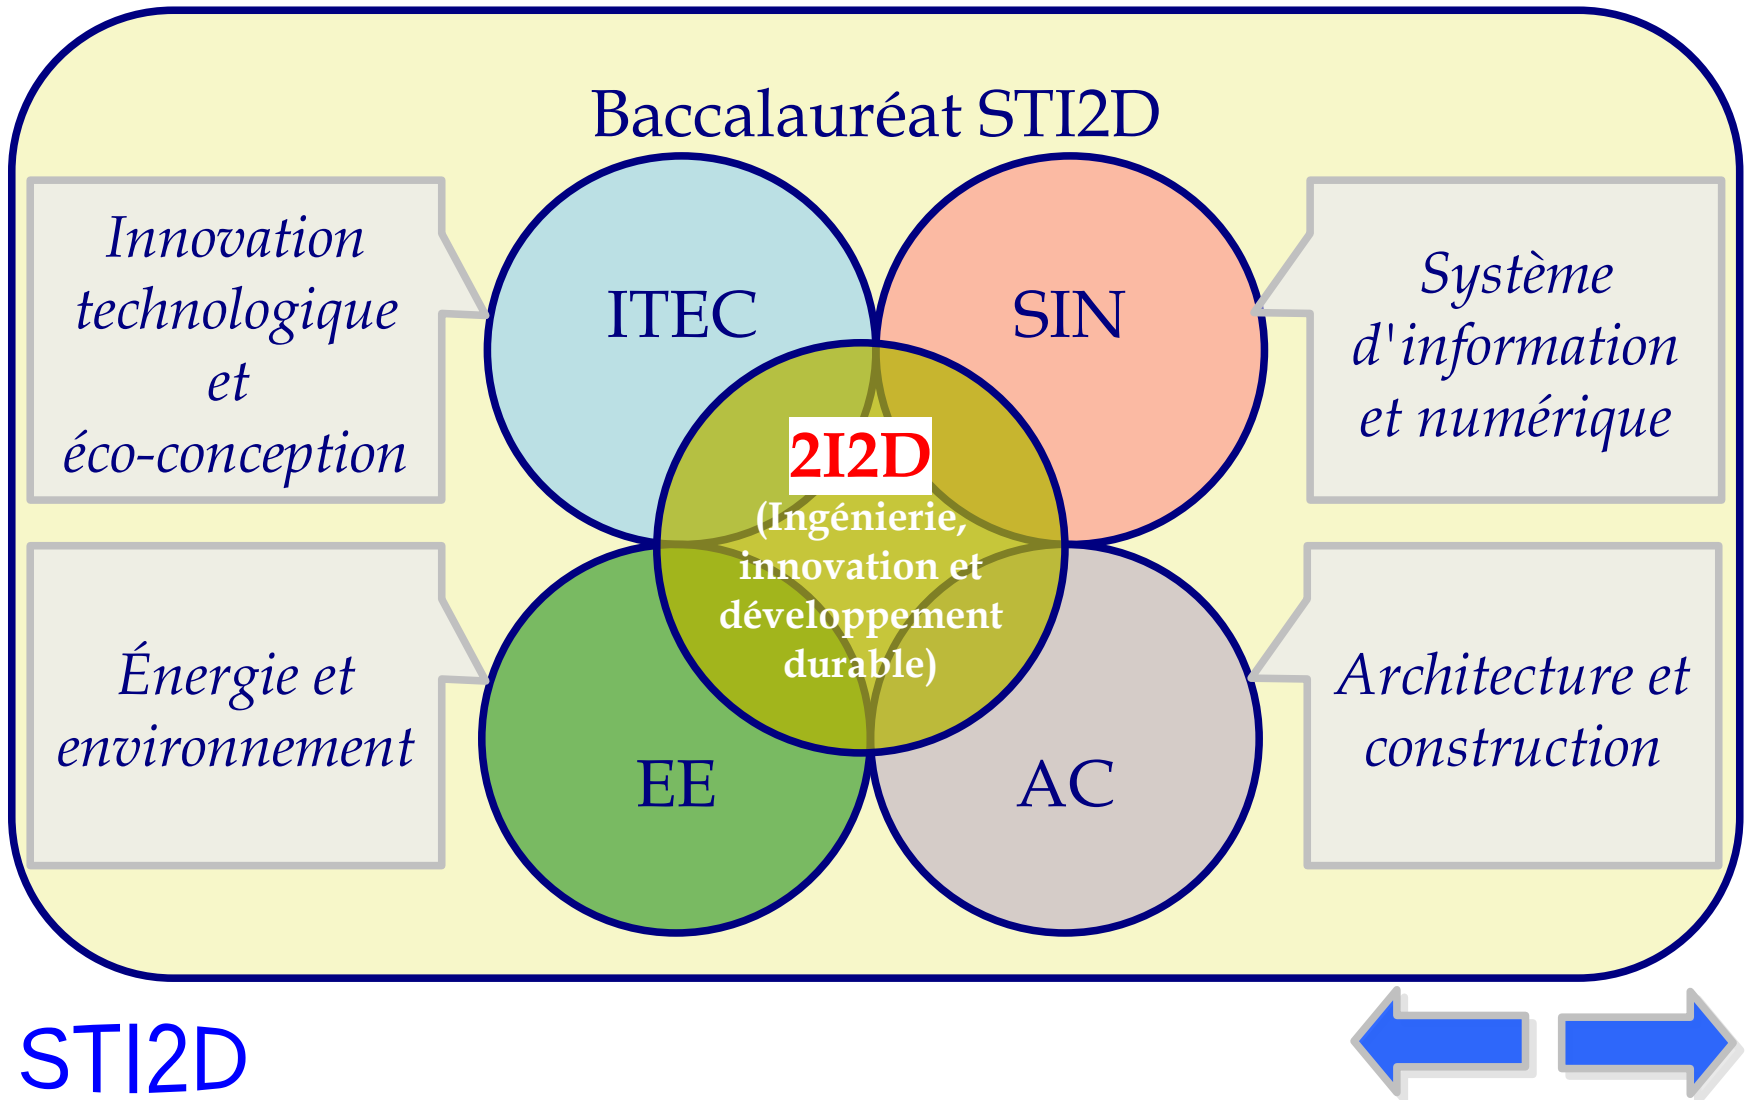 Baccalauréat STI2D
Innovation
technologique
et
éco-conception
ITEC
SIN
Système
d'information
et numérique
2I2D
(Ingénierie,
innovation et
développement
durable)
Énergie et
environnement
EE
AC
Architecture et
construction
STI2D